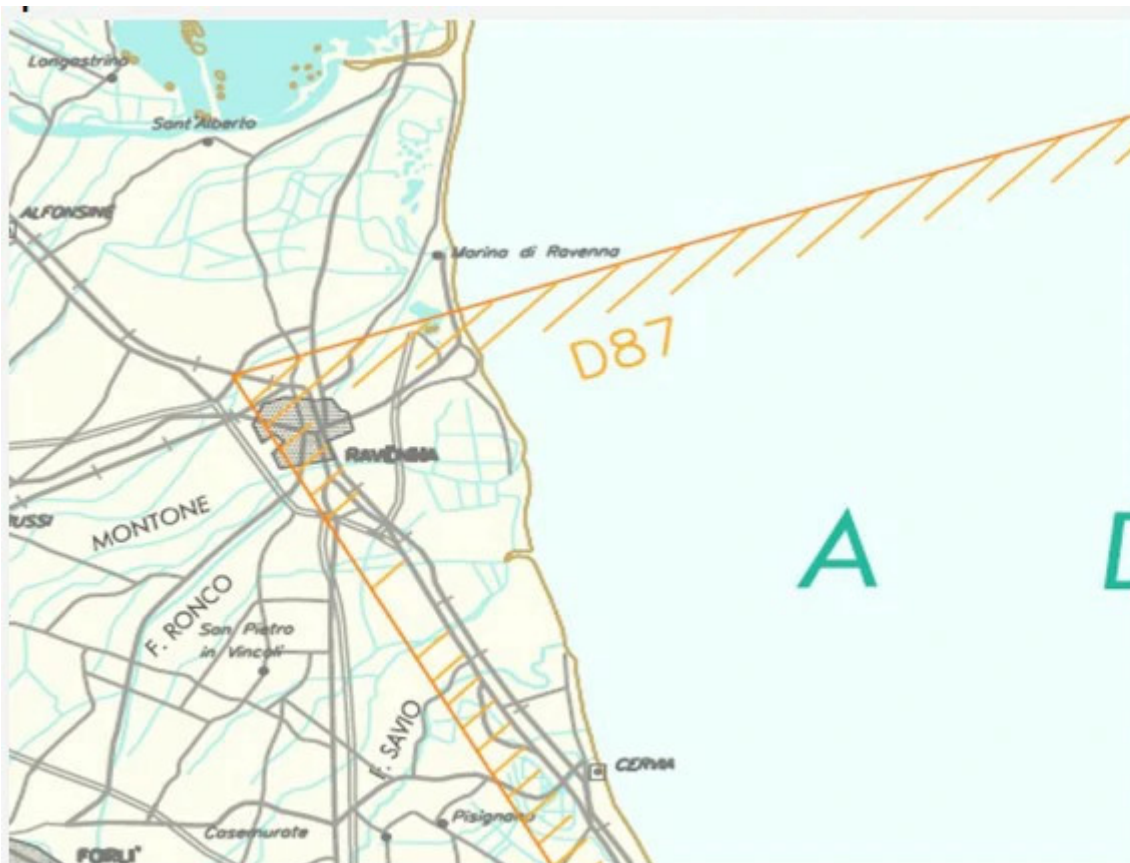 Longastrino
Sant'Alberto
ALFONSINE
Marina di Ravenna
D87
RAVENNA
USSI
MONTONE
A D
F. RONCO
San Pietro
in Vincoli
F. SAVIO
CERVIA
Pisignano
Casemurate
FORLI'